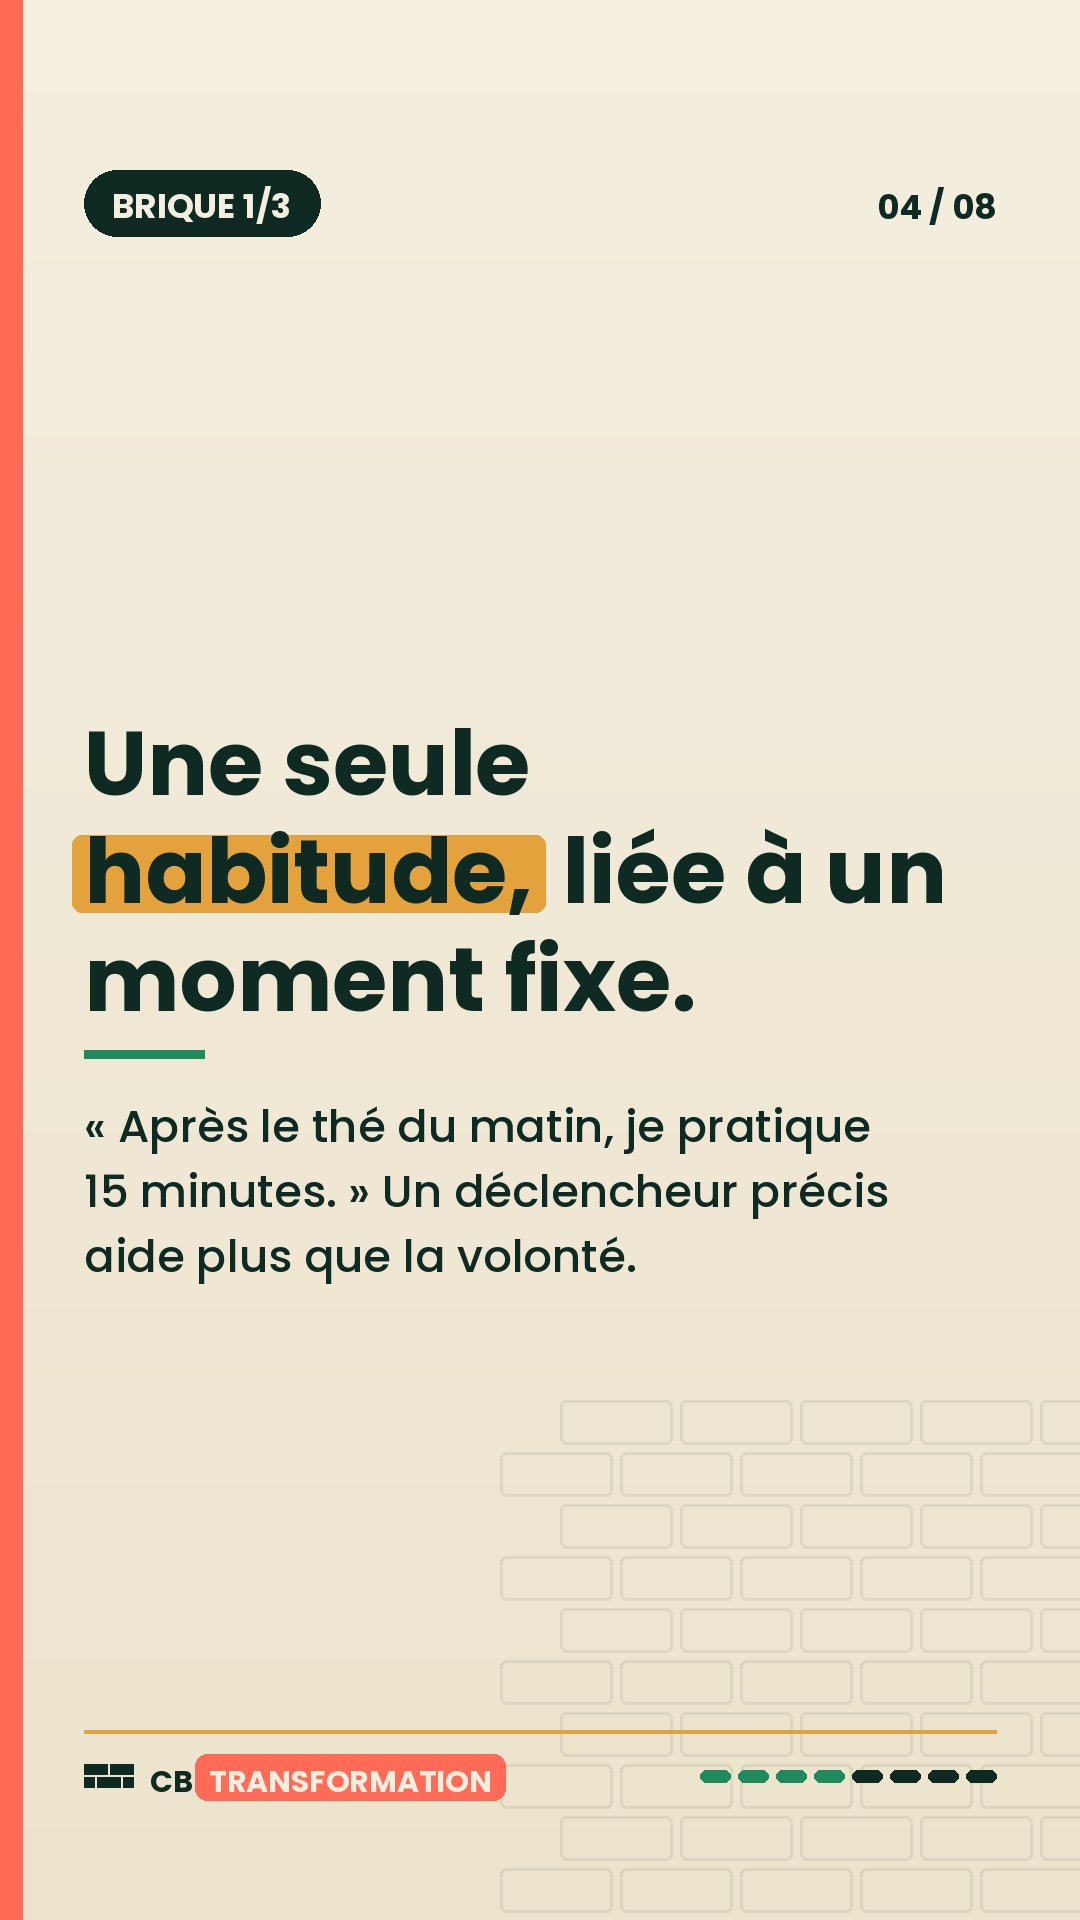 BRIQUE 1/3
04 / 08
Une seule
habitude, liée à un
moment fixe.
« Après le thé du matin, je pratique
15 minutes. » Un déclencheur précis
aide plus que la volonté.
CB TRANSFORMATION